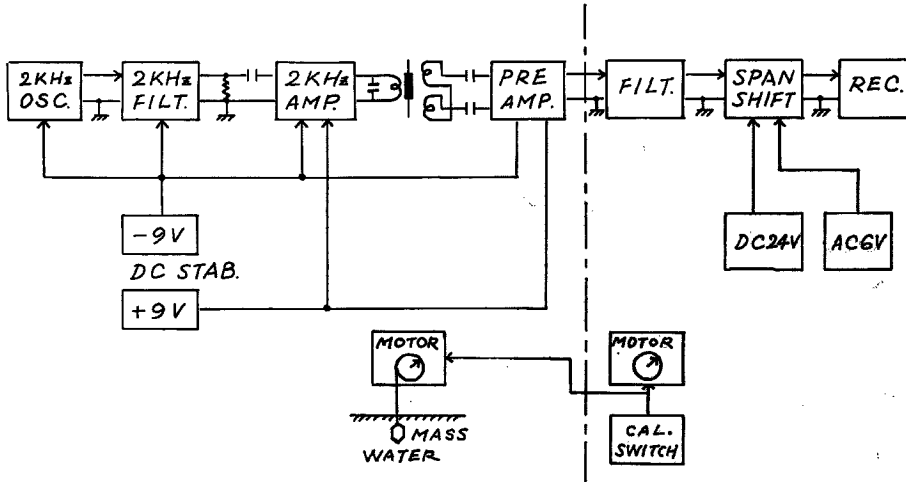 2KHz
OSC.
2KHz
FILT.
2KHz
AMP.
PRE
AMP.
FILT.
SPAN
SHIFT
REC.
-9V
DC STAB.
+9V
DC24V
AC6V
MOTOR
MASS
WATER
MOTOR
CAL.
SWITCH